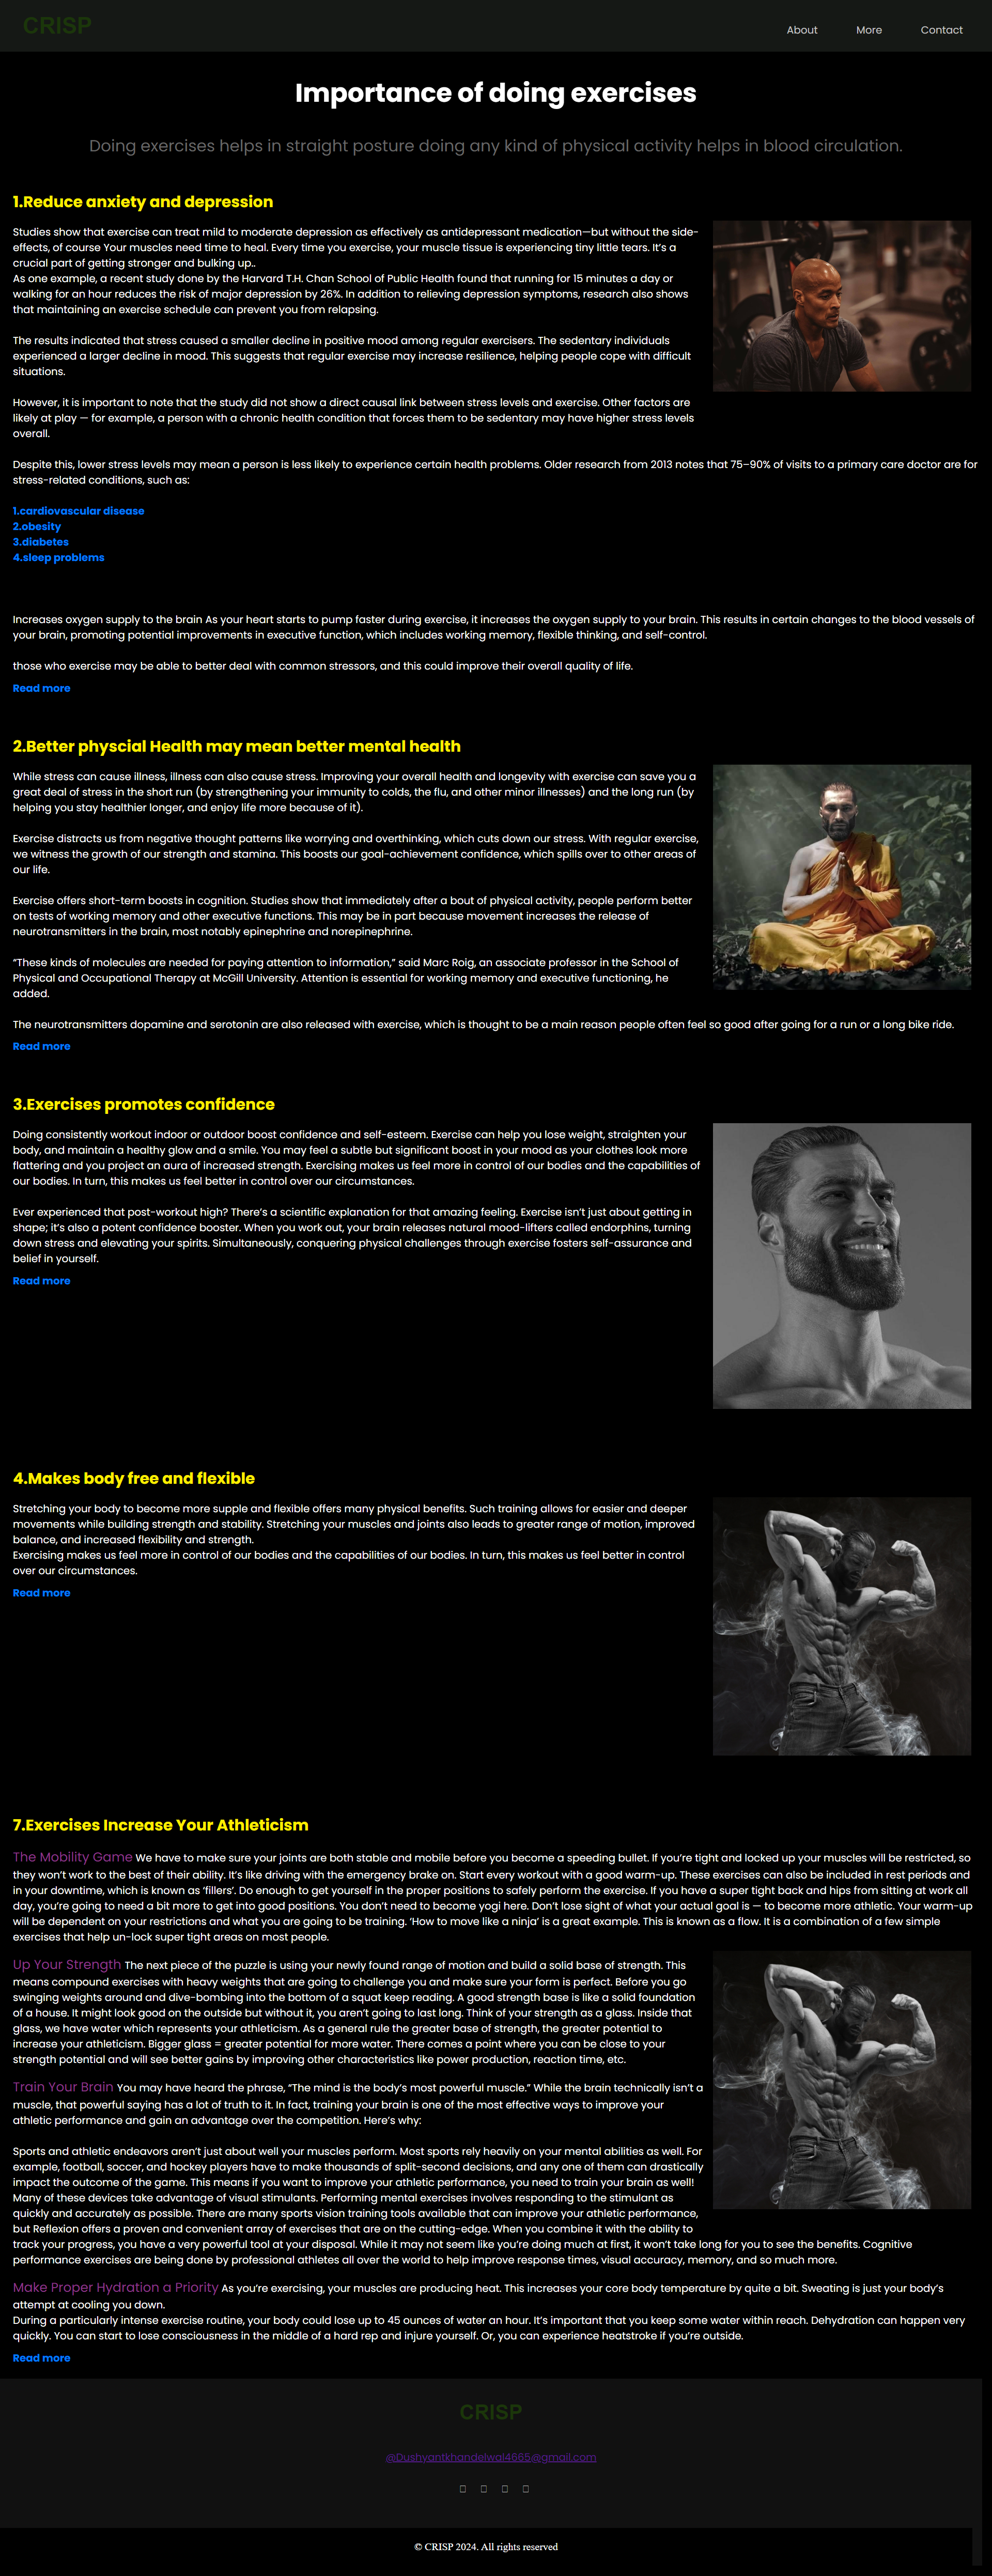 CRISP
About
More
Contact
Importance of doing exercises
Doing exercises helps in straight posture doing any kind of physical activity helps in blood circulation.
1.Reduce anxiety and depression
Studies show that exercise can treat mild to moderate depression as effectively as antidepressant medication—but without the side-
effects, of course Your muscles need time to heal. Every time you exercise, your muscle tissue is experiencing tiny little tears. It’s a
crucial part of getting stronger and bulking up..
As one example, a recent study done by the Harvard T.H. Chan School of Public Health found that running for 15 minutes a day or
walking for an hour reduces the risk of major depression by 26%. In addition to relieving depression symptoms, research also shows
that maintaining an exercise schedule can prevent you from relapsing.
The results indicated that stress caused a smaller decline in positive mood among regular exercisers. The sedentary individuals
experienced a larger decline in mood. This suggests that regular exercise may increase resilience, helping people cope with difficult
situations.
However, it is important to note that the study did not show a direct causal link between stress levels and exercise. Other factors are
likely at play — for example, a person with a chronic health condition that forces them to be sedentary may have higher stress levels
overall.
Despite this, lower stress levels may mean a person is less likely to experience certain health problems. Older research from 2013 notes that 75–90% of visits to a primary care doctor are for
stress-related conditions, such as:
1.cardiovascular disease
2.obesity
3.diabetes
4.sleep problems
Increases oxygen supply to the brain As your heart starts to pump faster during exercise, it increases the oxygen supply to your brain. This results in certain changes to the blood vessels of
your brain, promoting potential improvements in executive function, which includes working memory, flexible thinking, and self-control.
those who exercise may be able to better deal with common stressors, and this could improve their overall quality of life.
Read more
2.Better physcial Health may mean better mental health
While stress can cause illness, illness can also cause stress. Improving your overall health and longevity with exercise can save you a
great deal of stress in the short run (by strengthening your immunity to colds, the flu, and other minor illnesses) and the long run (by
helping you stay healthier longer, and enjoy life more because of it).
Exercise distracts us from negative thought patterns like worrying and overthinking, which cuts down our stress. With regular exercise,
we witness the growth of our strength and stamina. This boosts our goal-achievement confidence, which spills over to other areas of
our life.
Exercise offers short-term boosts in cognition. Studies show that immediately after a bout of physical activity, people perform better
on tests of working memory and other executive functions. This may be in part because movement increases the release of
neurotransmitters in the brain, most notably epinephrine and norepinephrine.
“These kinds of molecules are needed for paying attention to information,” said Marc Roig, an associate professor in the School of
Physical and Occupational Therapy at McGill University. Attention is essential for working memory and executive functioning, he
added.
The neurotransmitters dopamine and serotonin are also released with exercise, which is thought to be a main reason people often feel so good after going for a run or a long bike ride.
Read more
3.Exercises promotes confidence
Doing consistently workout indoor or outdoor boost confidence and self-esteem. Exercise can help you lose weight, straighten your
body, and maintain a healthy glow and a smile. You may feel a subtle but significant boost in your mood as your clothes look more
flattering and you project an aura of increased strength. Exercising makes us feel more in control of our bodies and the capabilities of
our bodies. In turn, this makes us feel better in control over our circumstances.
Ever experienced that post-workout high? There’s a scientific explanation for that amazing feeling. Exercise isn’t just about getting in
shape; it’s also a potent confidence booster. When you work out, your brain releases natural mood-lifters called endorphins, turning
down stress and elevating your spirits. Simultaneously, conquering physical challenges through exercise fosters self-assurance and
belief in yourself.
Read more
4.Makes body free and flexible
Stretching your body to become more supple and flexible offers many physical benefits. Such training allows for easier and deeper
movements while building strength and stability. Stretching your muscles and joints also leads to greater range of motion, improved
balance, and increased flexibility and strength.
Exercising makes us feel more in control of our bodies and the capabilities of our bodies. In turn, this makes us feel better in control
over our circumstances.
Read more
7.Exercises Increase Your Athleticism
The Mobility Game We have to make sure your joints are both stable and mobile before you become a speeding bullet. If you’re tight and locked up your muscles will be restricted, so
they won’t work to the best of their ability. It’s like driving with the emergency brake on. Start every workout with a good warm-up. These exercises can also be included in rest periods and
in your downtime, which is known as ‘fillers’. Do enough to get yourself in the proper positions to safely perform the exercise. If you have a super tight back and hips from sitting at work all
day, you’re going to need a bit more to get into good positions. You don’t need to become yogi here. Don’t lose sight of what your actual goal is — to become more athletic. Your warm-up
will be dependent on your restrictions and what you are going to be training. ‘How to move like a ninja’ is a great example. This is known as a flow. It is a combination of a few simple
exercises that help un-lock super tight areas on most people.
Up Your Strength The next piece of the puzzle is using your newly found range of motion and build a solid base of strength. This
means compound exercises with heavy weights that are going to challenge you and make sure your form is perfect. Before you go
swinging weights around and dive-bombing into the bottom of a squat keep reading. A good strength base is like a solid foundation
of a house. It might look good on the outside but without it, you aren’t going to last long. Think of your strength as a glass. Inside that
glass, we have water which represents your athleticism. As a general rule the greater base of strength, the greater potential to
increase your athleticism. Bigger glass = greater potential for more water. There comes a point where you can be close to your
strength potential and will see better gains by improving other characteristics like power production, reaction time, etc.
Train Your Brain You may have heard the phrase, “The mind is the body’s most powerful muscle.” While the brain technically isn’t a
muscle, that powerful saying has a lot of truth to it. In fact, training your brain is one of the most effective ways to improve your
athletic performance and gain an advantage over the competition. Here’s why:
Sports and athletic endeavors aren’t just about well your muscles perform. Most sports rely heavily on your mental abilities as well. For
example, football, soccer, and hockey players have to make thousands of split-second decisions, and any one of them can drastically
impact the outcome of the game. This means if you want to improve your athletic performance, you need to train your brain as well!
Many of these devices take advantage of visual stimulants. Performing mental exercises involves responding to the stimulant as
quickly and accurately as possible. There are many sports vision training tools available that can improve your athletic performance,
but Reflexion offers a proven and convenient array of exercises that are on the cutting-edge. When you combine it with the ability to
track your progress, you have a very powerful tool at your disposal. While it may not seem like you’re doing much at first, it won’t take long for you to see the benefits. Cognitive
performance exercises are being done by professional athletes all over the world to help improve response times, visual accuracy, memory, and so much more.
Make Proper Hydration a Priority As you’re exercising, your muscles are producing heat. This increases your core body temperature by quite a bit. Sweating is just your body’s
attempt at cooling you down.
During a particularly intense exercise routine, your body could lose up to 45 ounces of water an hour. It’s important that you keep some water within reach. Dehydration can happen very
quickly. You can start to lose consciousness in the middle of a hard rep and injure yourself. Or, you can experience heatstroke if you’re outside.
Read more
CRISP
@Dushyantkhandelwal4665@gmail.com
© CRISP 2024. All rights reserved